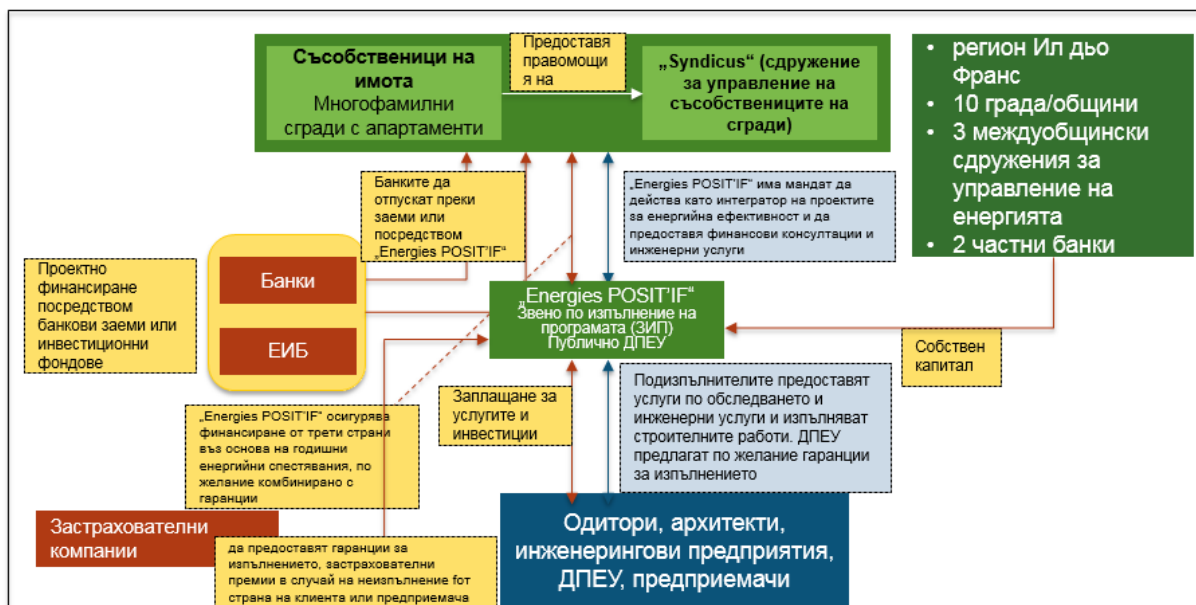 Съсобственици на
имота
Многофамилни
сгради с апартаменти
Предоставя
правомощи
я на
„Syndicus“ (сдружение
за управление на
съсобствениците на
сгради)
• регион Ил дьо
Франс
• 10 града/общини
• 3 междуобщински
сдружения за
управление на
енергията
• 2 частни банки
Банките да
отпускат преки
заеми или
посредством
„Energies POSIT'IF“
„Energies POSIT'IF“ има мандат да
действа като интегратор на проектите
за енергийна ефективност и да
предоставя финансови консултации и
инженерни услуги
Проектно
финансиране
посредством
банкови заеми или
инвестиционни
фондове
Банки
ЕИБ
„Energies POSIT'IF“
Звено по изпълнение на
програмата (ЗИП)
Публично ДПЕУ
Собствен
капитал
„Energies POSIT'IF“ осигурява
финансиране от трети страни
въз основа на годишни
енергийни спестявания, по
желание комбинирано с
гаранции
Заплащане за
услугите и
инвестиции
Подизпълнителите предоставят
услуги по обследването и
инженерни услуги и изпълняват
строителните работи. ДПЕУ
предлагат по желание гаранции
за изпълнението
Застрахователни
компании
да предоставят гаранции за
изпълнението, застрахователни
премии в случай на неизпълнение fот
страна на клиента или предприемача
Одитори, архитекти,
инженерингови предприятия,
ДПЕУ, предприемачи